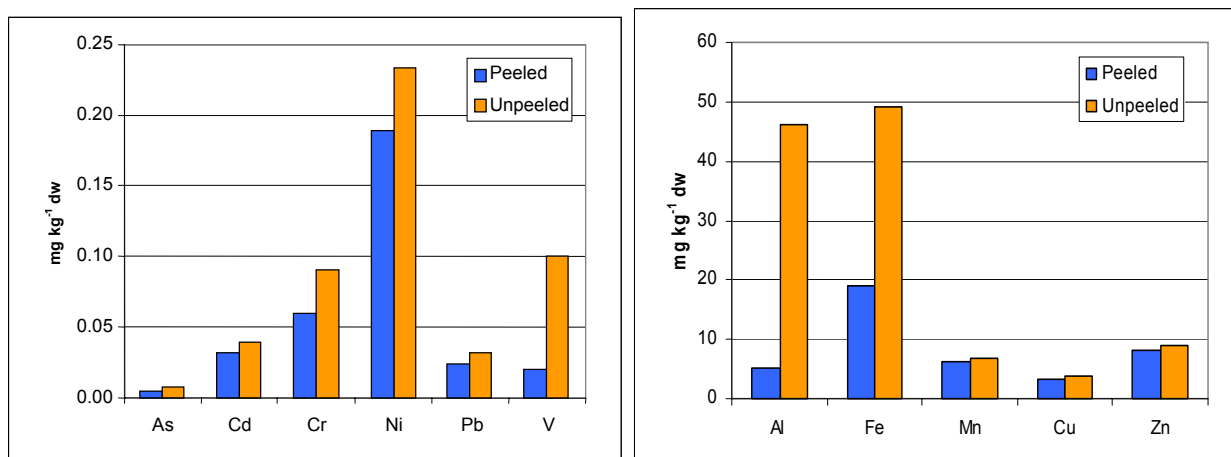 0.25
0.20
0.15
0.10
0.05
0.00
mg kg-1 dw
Peeled
Unpeeled
As Cd Cr Ni Pb V
60
50
40
30
20
10
0
mg kg-1 dw
Peeled
Unpeeled
Al Fe Mn Cu Zn